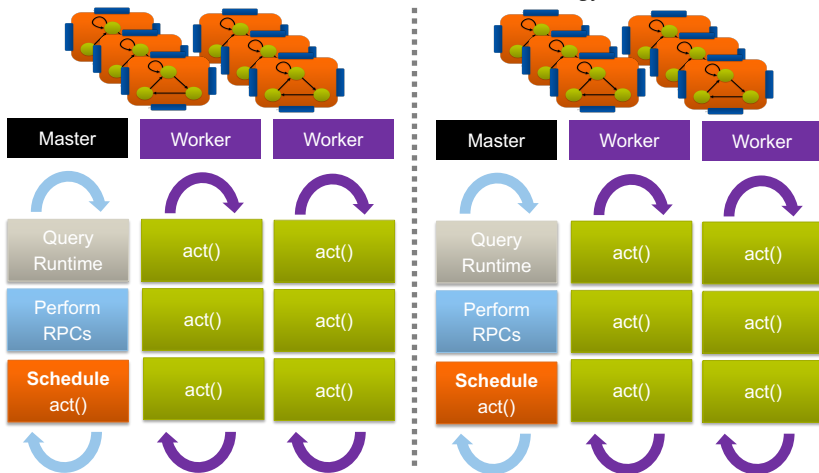 Master
Worker
Worker
Query
Runtime
act()
act()
Perform
RPCs
act()
act()
Schedule
act()
act()
act()
Master
Worker
Worker
Query
Runtime
act()
act()
Perform
RPCs
act()
act()
Schedule
act()
act()
act()